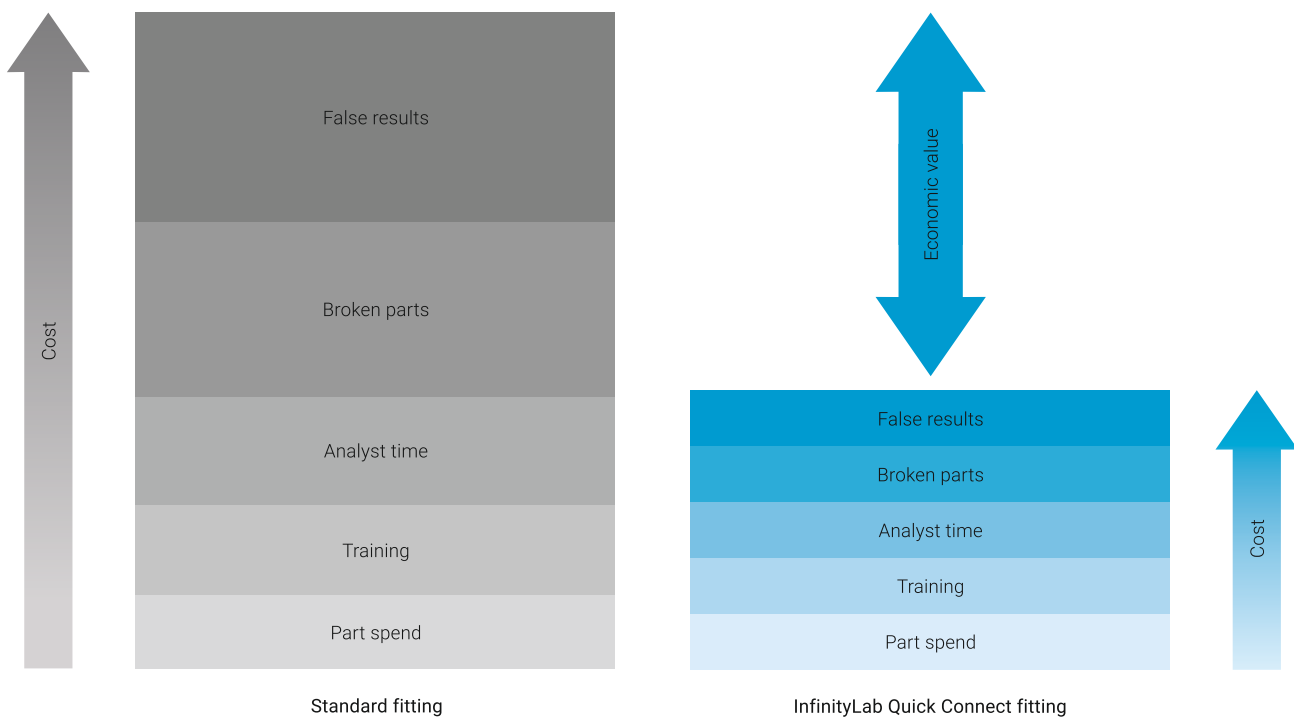 Cost
False results
Broken parts
Analyst time
Training
Part spend
Standard fitting
Economic value
False results
Broken parts
Analyst time
Training
Part spend
Cost
InfinityLab Quick Connect fitting